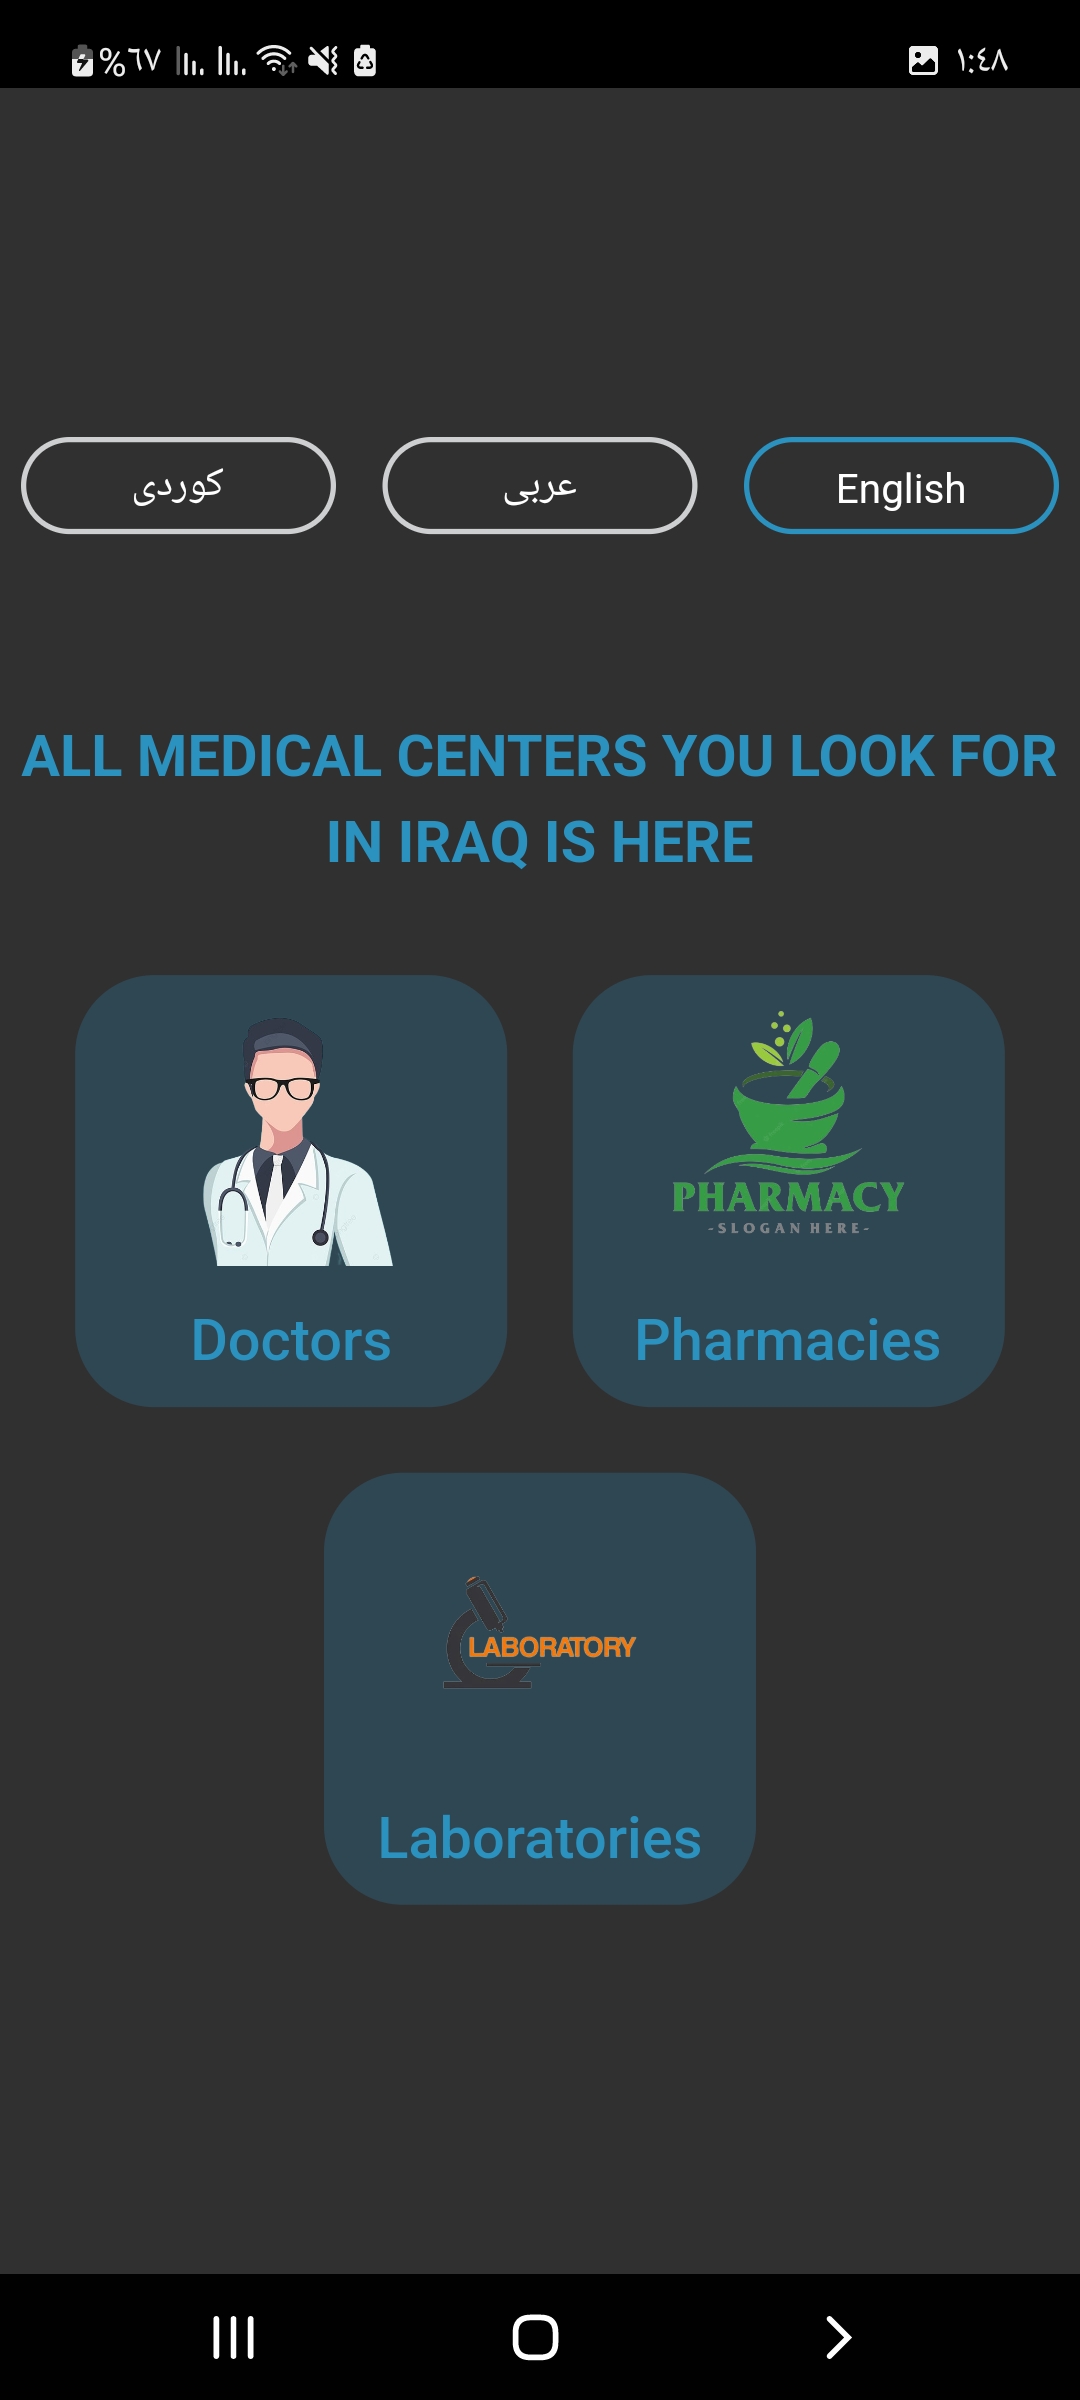 %٦٧ ١:٤٨
کوردی عربی English
ALL MEDICAL CENTERS YOU LOOK FOR
IN IRAQ IS HERE
PHARMACY
-SLOGAN HERE-
Doctors Pharmacies
LABORATORY
Laboratories